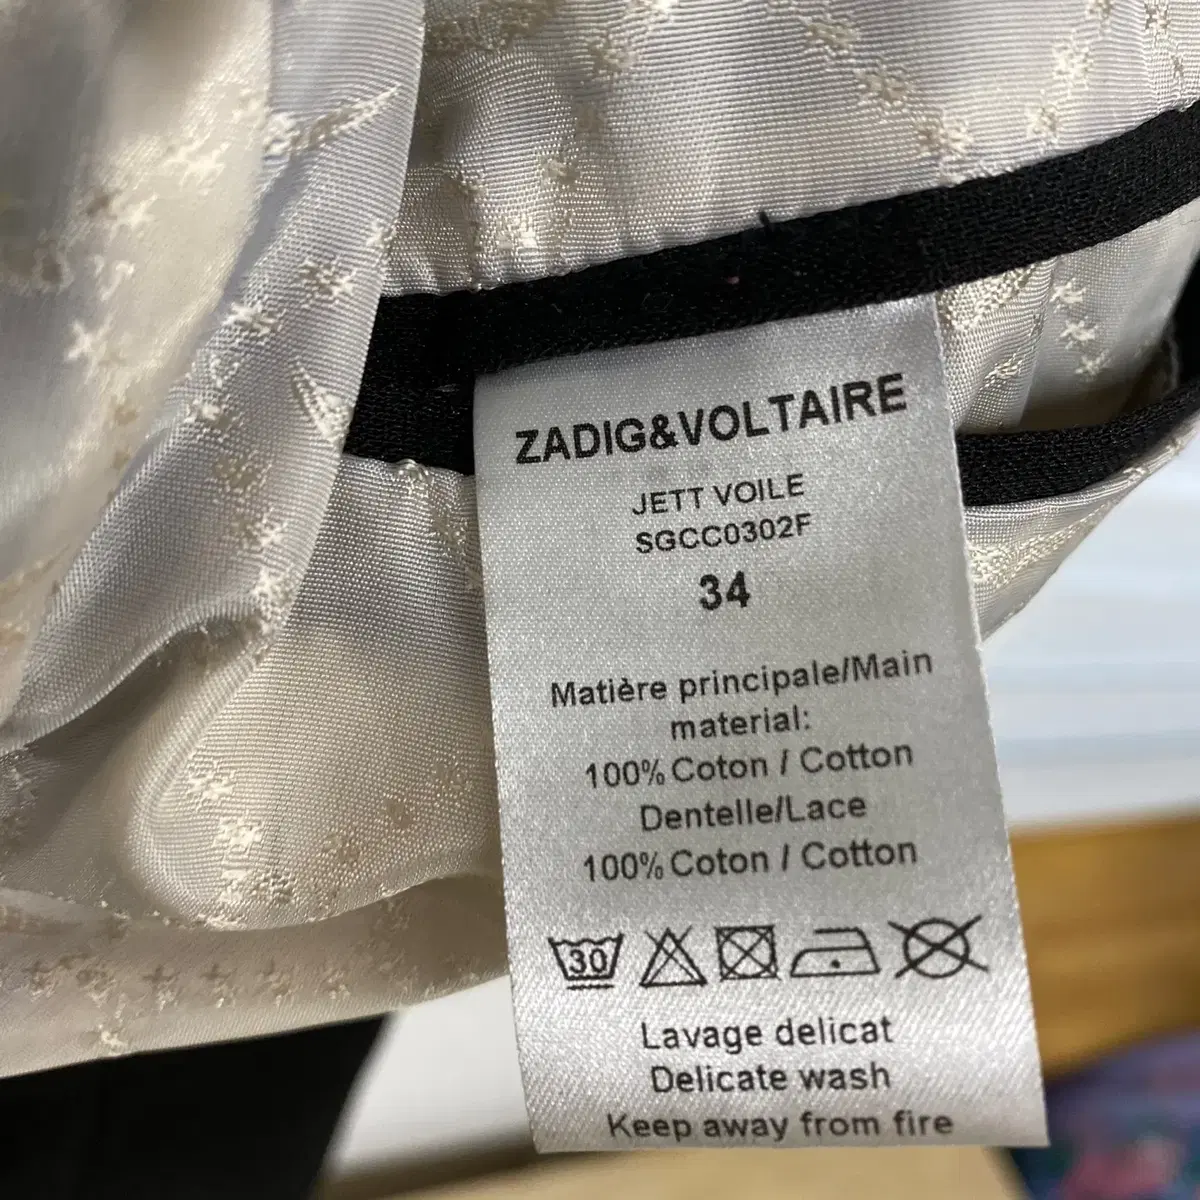 ZADIG&VOLTAIRE
JETT VOILE
SGCC0302F
34
Matière principale/Main
material:
100% Coton / Cotton
Dentelle/Lace
100% Coton / Cotton
30
Lavage delicat
Delicate wash
Keep away from fire